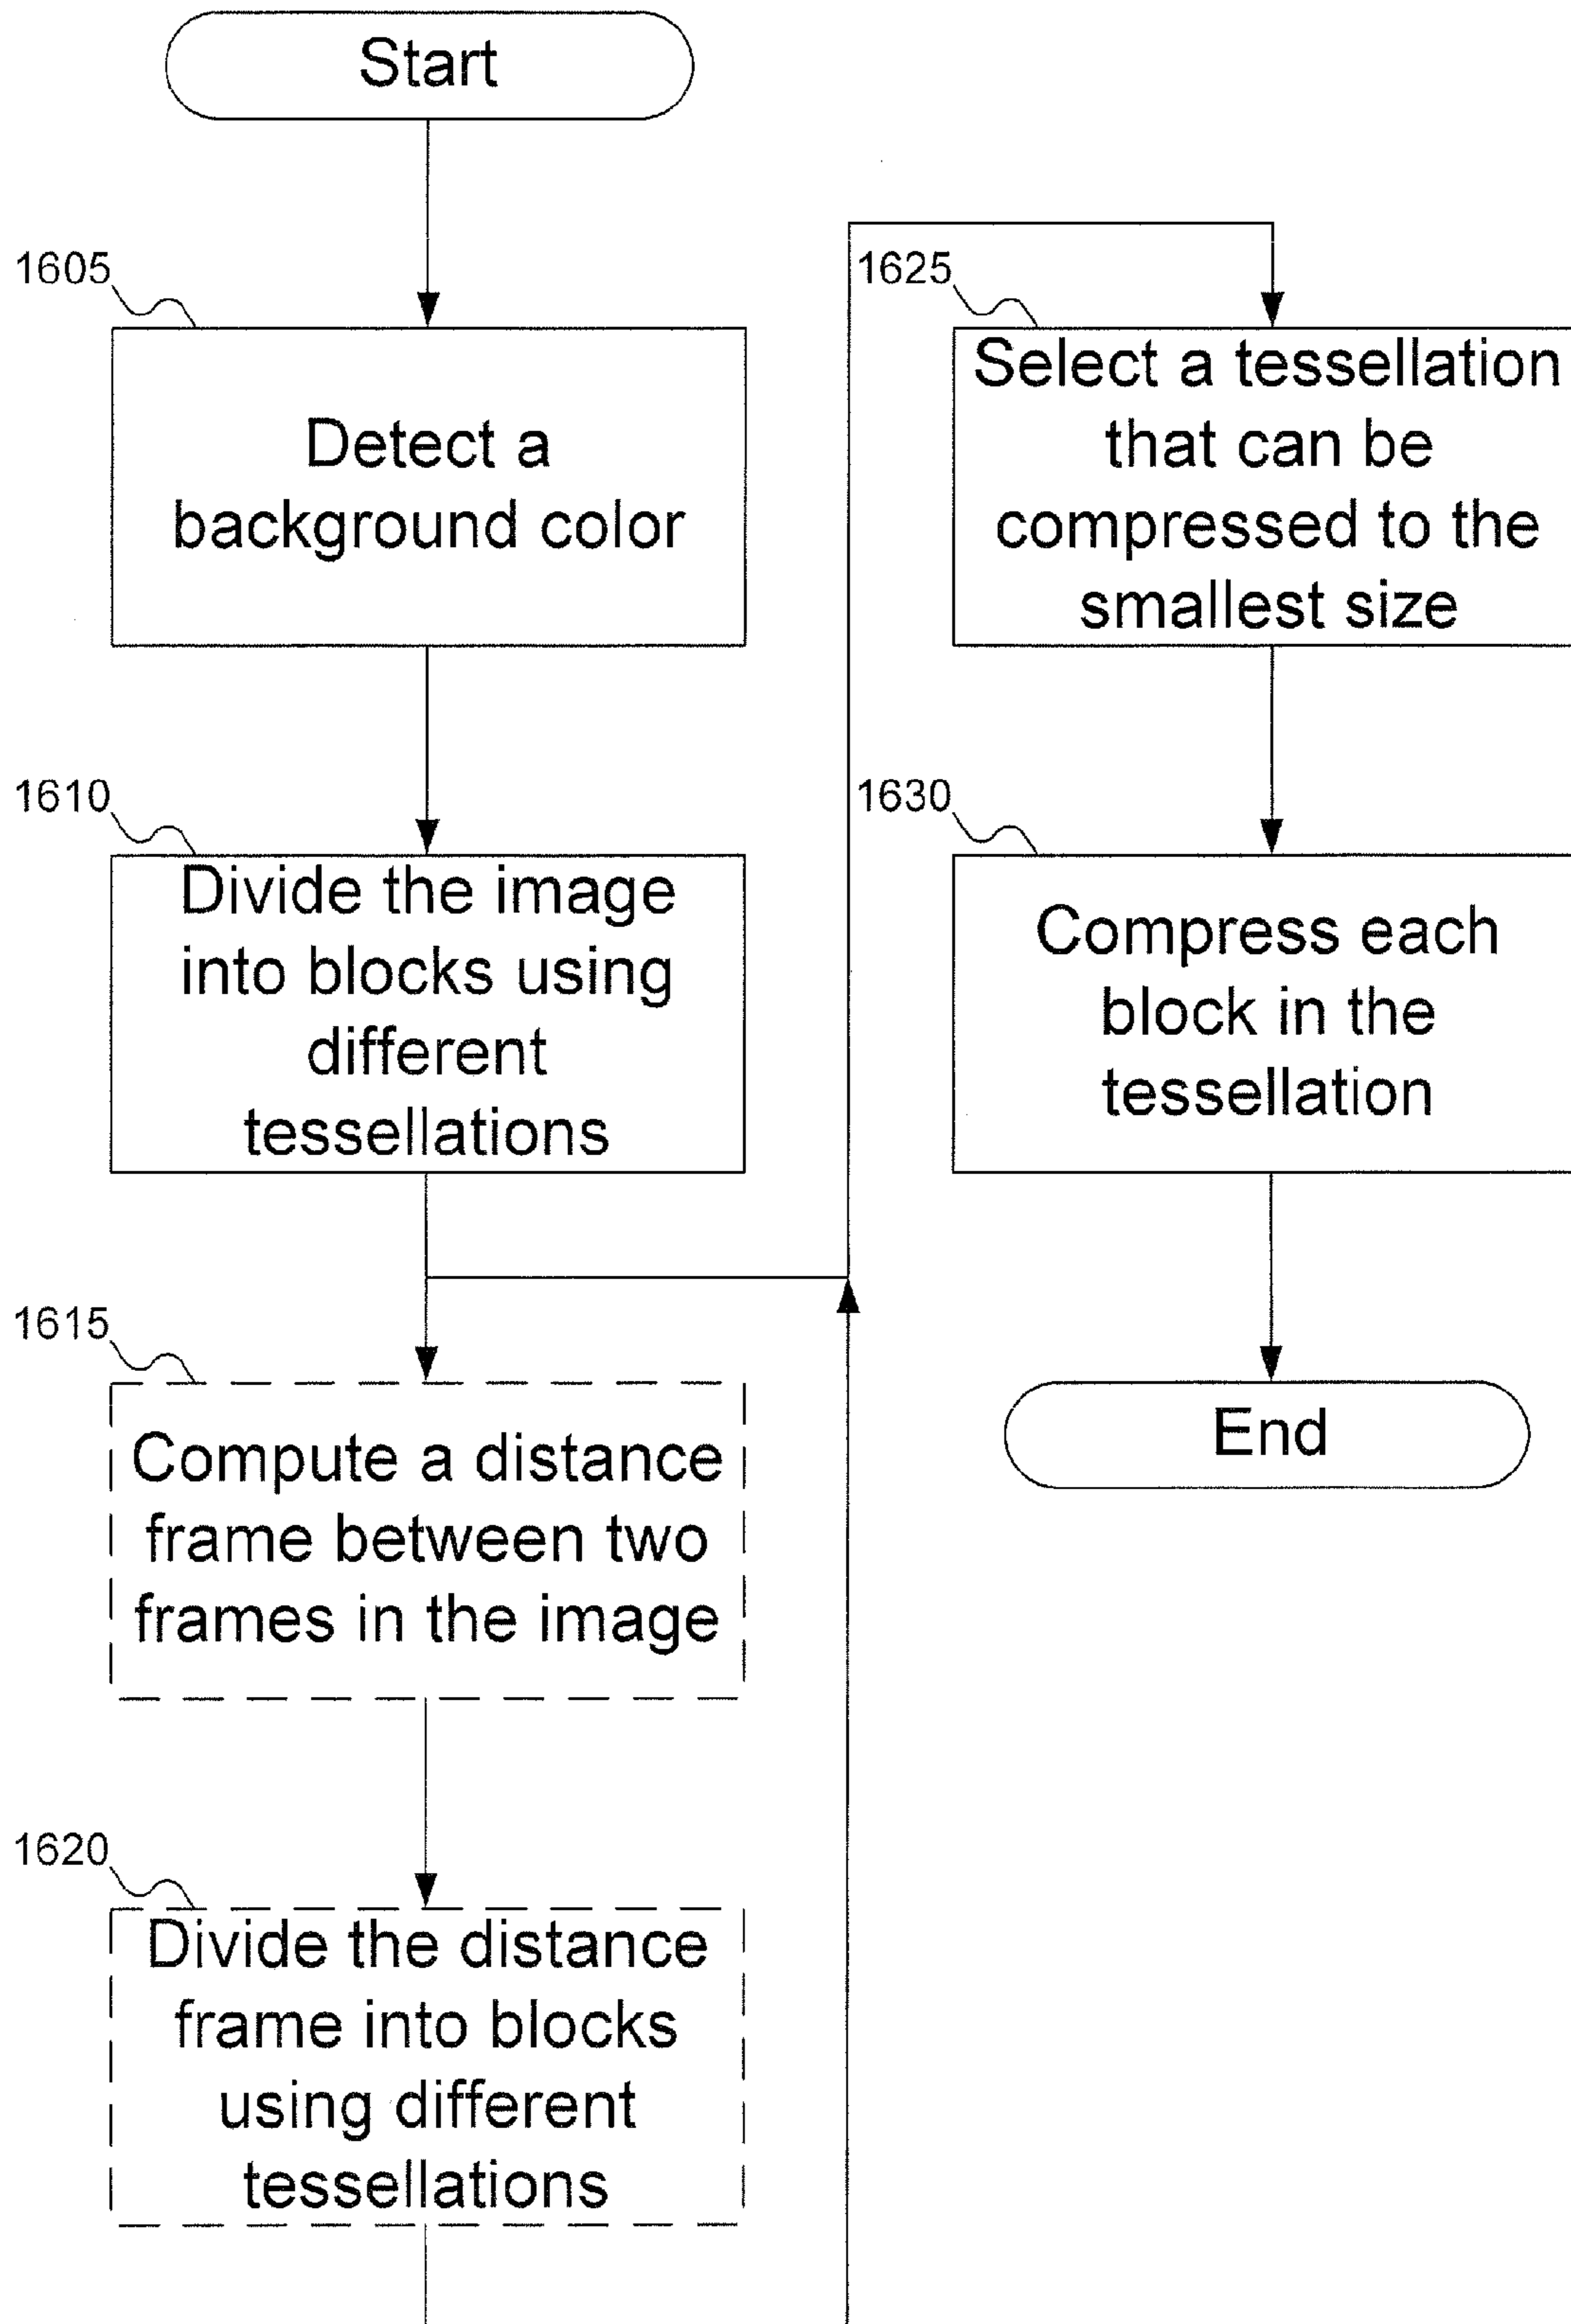 Start
1605
Detect a
background color
1610
Divide the image
into blocks using
different
tessellations
1615
Compute a distance
frame between two
frames in the image
1620
Divide the distance
frame into blocks
using different
tessellations
1625
Select a tessellation
that can be
compressed to the
smallest size
1630
Compress each
block in the
tessellation
End